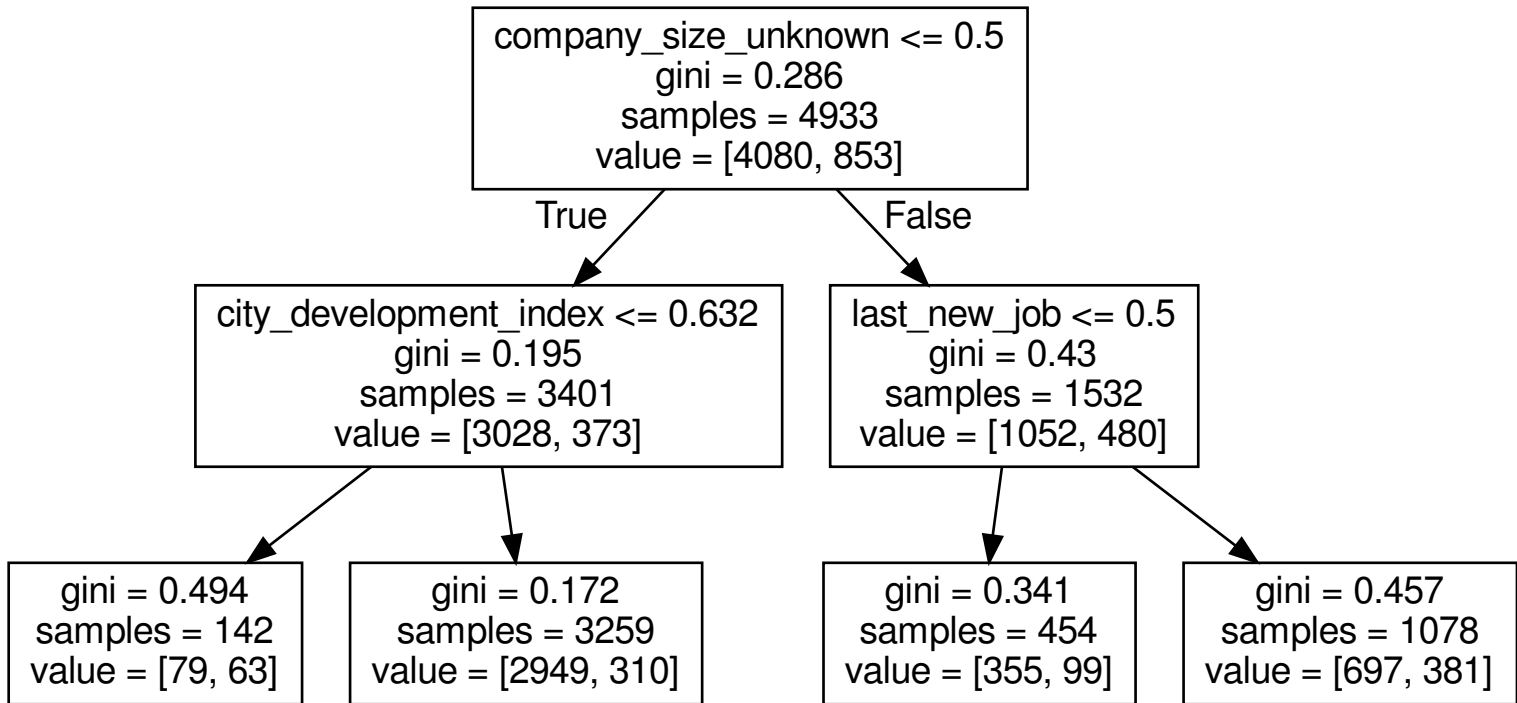 company_size_unknown <= 0.5
gini = 0.286
samples = 4933
value = [4080, 853]
True
False
city_development_index <= 0.632
gini = 0.195
samples = 3401
value = [3028, 373]
last_new_job <= 0.5
gini = 0.43
samples = 1532
value = [1052, 480]
gini = 0.494
samples = 142
value = [79, 63]
gini = 0.172
samples = 3259
value = [2949, 310]
gini = 0.341
samples = 454
value = [355, 99]
gini = 0.457
samples = 1078
value = [697, 381]